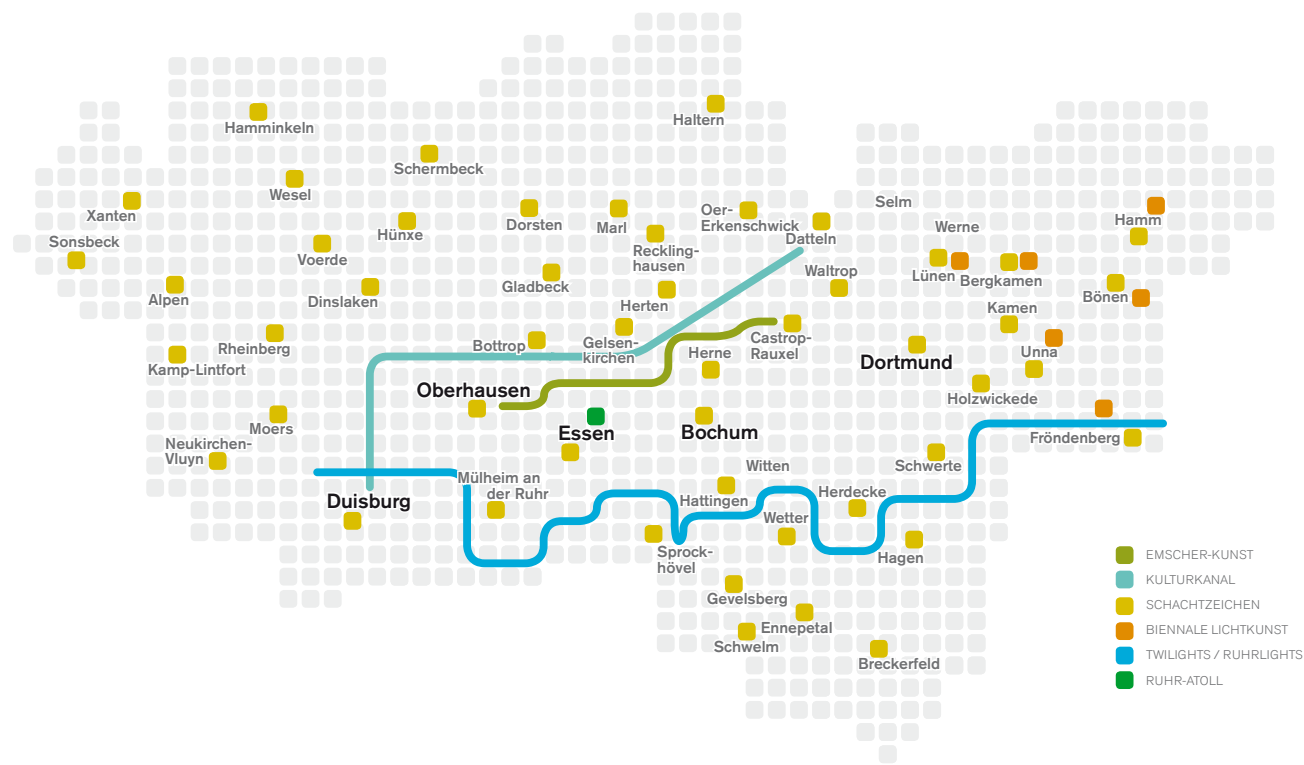 Haltern
Hamminkeln
Schermbeck
Wesel
Xanten
Selm
Oer-
Erkenschwick
Hamm
Dorsten
Marl
Werne
Hünxe
Datteln
Sonsbeck
Reckling-
hausen
Voerde
Waltrop
Lünen
Bergkamen
Gladbeck
Bönen
Alpen
Dinslaken
Herten
Kamen
Rheinberg
Bottrop
Gelsen-
kirchen
Castrop-
Rauxel
Herne
Unna
Dortmund
Kamp-Lintfort
Oberhausen
Holzwickede
Moers
Essen
Bochum
Fröndenberg
Neukirchen-
Vluyn
Witten
Schwerte
Mülheim an
der Ruhr
Herdecke
Duisburg
Hattingen
Wetter
Sprock-
hövel
Hagen
Gevelsberg
Ennepetal
Schwelm
Breckerfeld
EMSCHER-KUNST
KULTURKANAL
SCHACHTZEICHEN
BIENNALE LICHTKUNST
TWILIGHTS / RUHRLIGHTS
RUHR-ATOLL